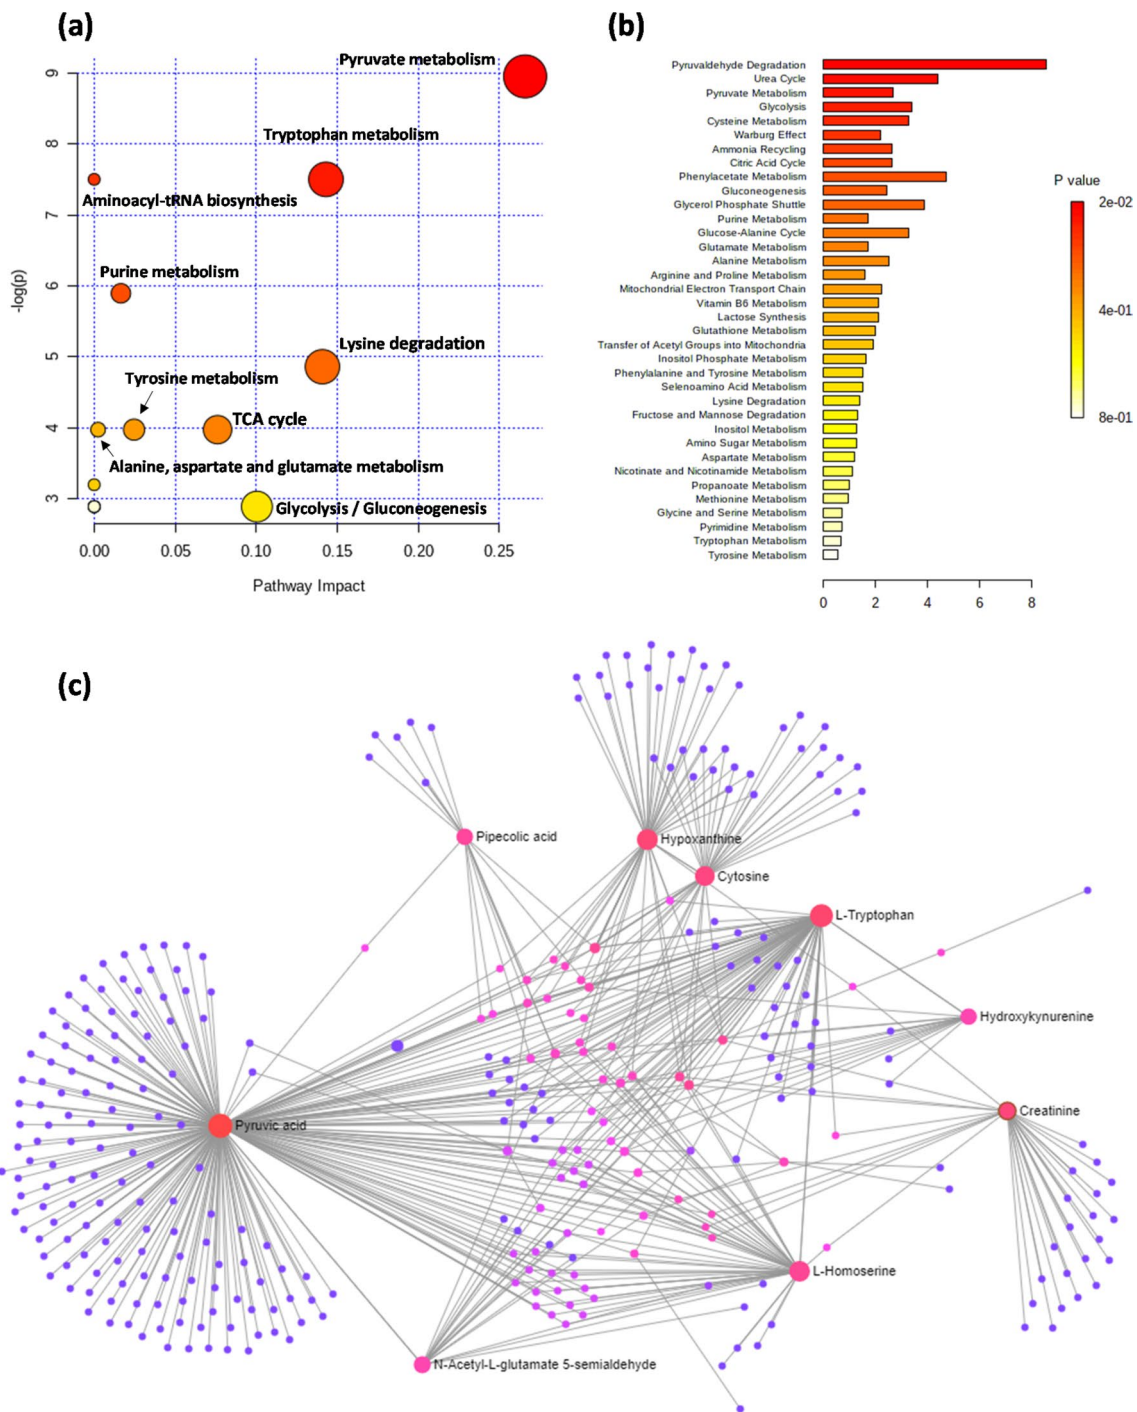 (a)
Pyruvate metabolism
Tryptophan metabolism
Aminoacyl-tRNA biosynthesis
Purine metabolism
Lysine degradation
Tyrosine metabolism
TCA cycle
Alanine, aspartate and glutamate metabolism
Glycolysis / Gluconeogenesis
-log(p)
9
8
7
6
5
4
3
0.00 0.05 0.10 0.15 0.20 0.25
Pathway Impact
(b)
Pyruvaldehyde Degradation
Urea Cycle
Pyruvate Metabolism
Glycolysis
Cysteine Metabolism
Warburg Effect
Ammonia Recycling
Citric Acid Cycle
Phenylacetate Metabolism
Gluconeogenesis
Glycerol Phosphate Shuttle
Purine Metabolism
Glucose-Alanine Cycle
Glutamate Metabolism
Alanine Metabolism
Arginine and Proline Metabolism
Mitochondrial Electron Transport Chain
Vitamin B6 Metabolism
Lactose Synthesis
Glutathione Metabolism
Transfer of Acetyl Groups into Mitochondria
Inositol Phosphate Metabolism
Phenylalanine and Tyrosine Metabolism
Selenoamino Acid Metabolism
Lysine Degradation
Fructose and Mannose Degradation
Inositol Metabolism
Amino Sugar Metabolism
Aspartate Metabolism
Nicotinate and Nicotinamide Metabolism
Propanoate Metabolism
Methionine Metabolism
Glycine and Serine Metabolism
Pyrimidine Metabolism
Tryptophan Metabolism
Tyrosine Metabolism
0 2 4 6 8
P value
2e-02
4e-01
8e-01
(c)
Pipecolic acid
Hypoxanthine
Cytosine
L-Tryptophan
Hydroxykynurenine
Creatinine
Pyruvic acid
L-Homoserine
N-Acetyl-L-glutamate 5-semialdehyde